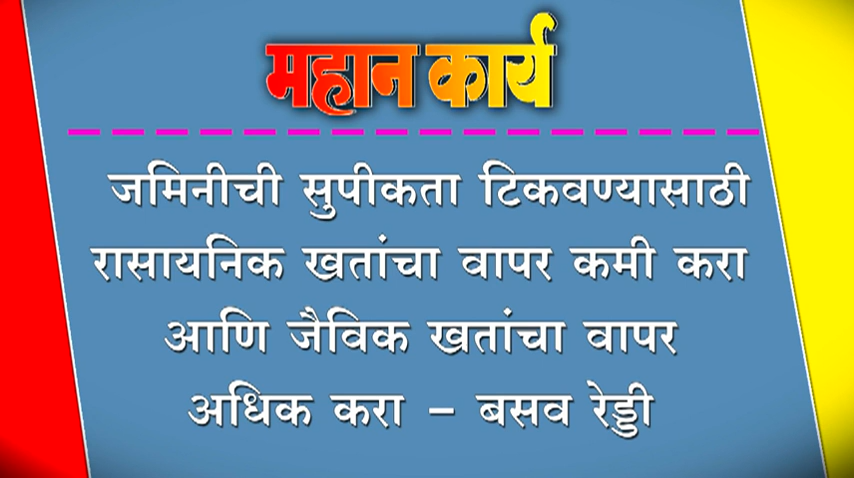 महान कार्य
जमिनीची सुपीकता टिकवण्यासाठी
रासायनिक खतांचा वापर कमी करा
आणि जैविक खतांचा वापर
अधिक करा – बसव रेड्डी